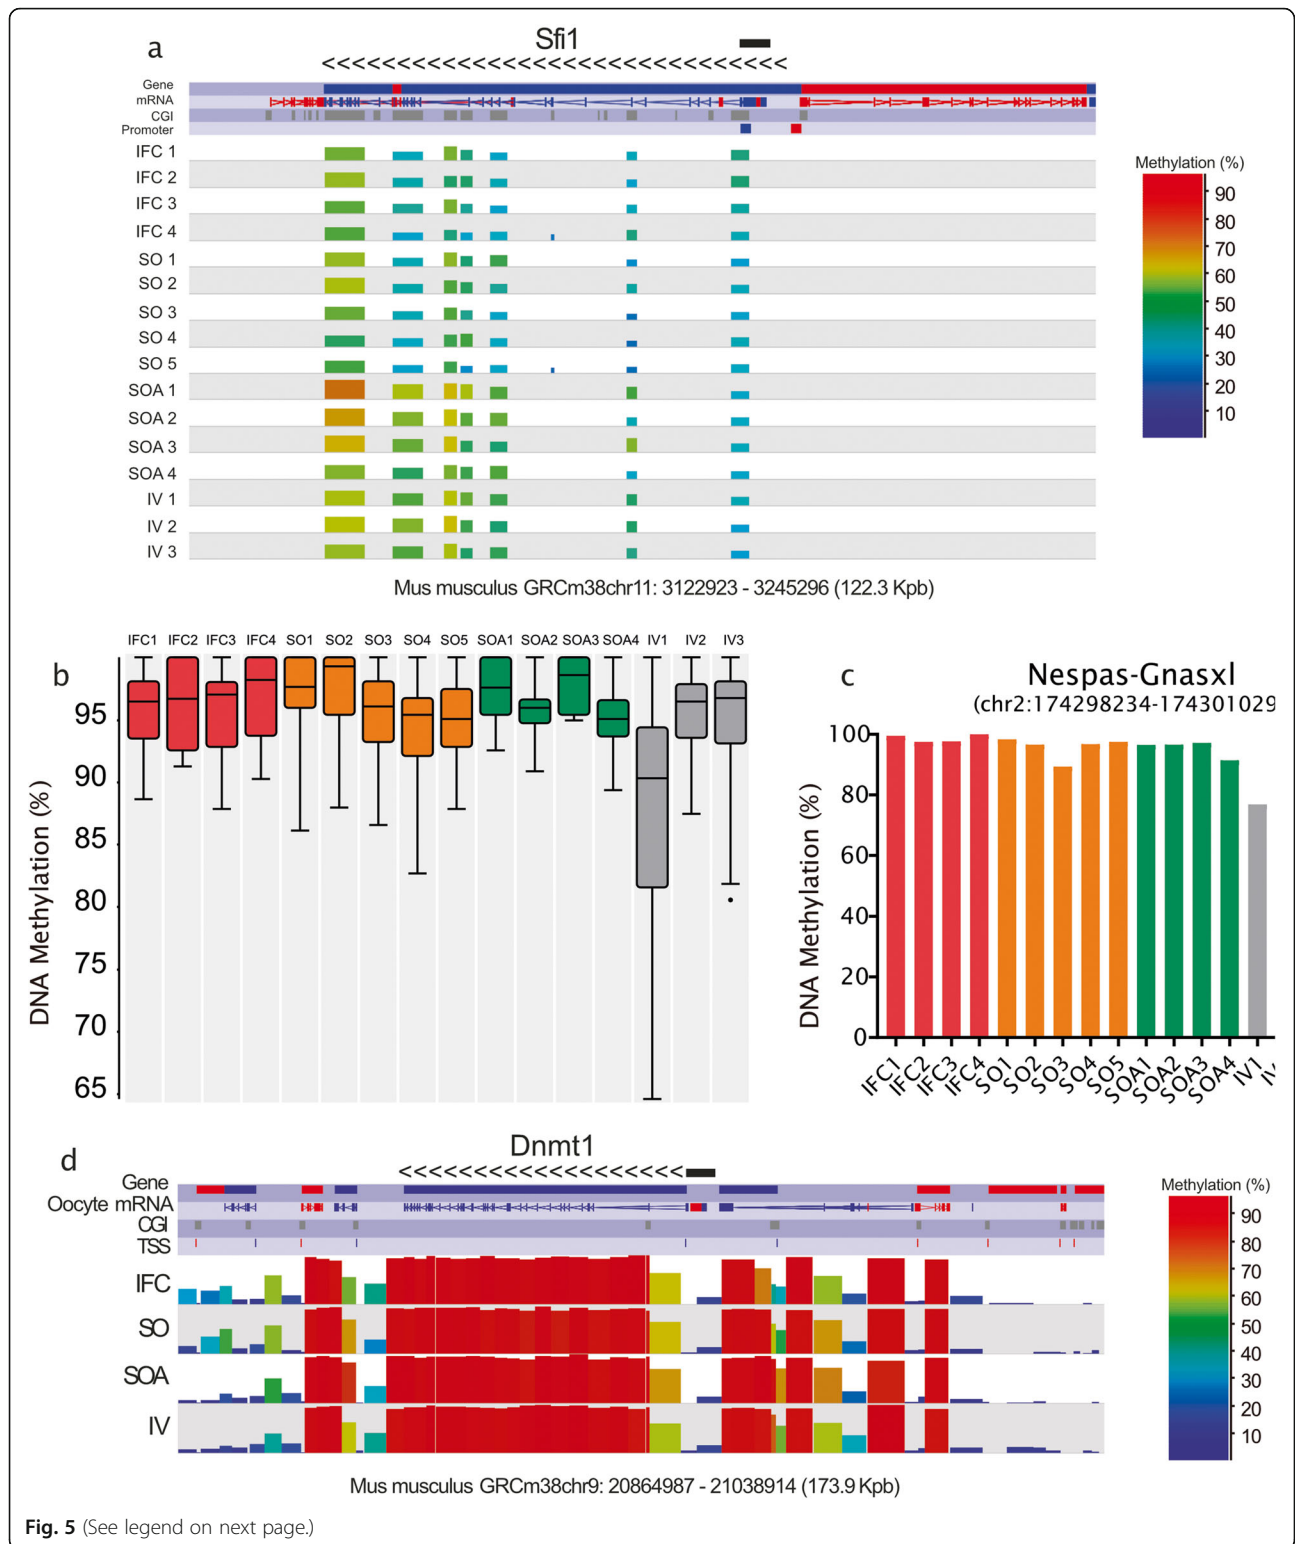 a
Sfi1
<<<<<<<<<<<<<<<<<<<<<<<<<<<<<<<
Gene
mRNA
CGI
Promoter
IFC 1
IFC 2
IFC 3
IFC 4
SO 1
SO 2
SO 3
SO 4
SO 5
SOA 1
SOA 2
SOA 3
SOA 4
IV 1
IV 2
IV 3
Methylation (%)
90
80
70
60
50
40
30
20
10
Mus musculus GRCm38chr11: 3122923 - 3245296 (122.3 Kpb)
b
IFC1 IFC2 IFC3 IFC4 SO1 SO2 SO3 SO4 SO5 SOA1 SOA2 SOA3 SOA4 IV1 IV2 IV3
DNA Methylation (%)
95
90
85
80
75
70
65
c
Nespas-Gnasxl
(chr2:174298234-174301029
DNA Methylation (%)
100
80
60
40
20
0
IFC1 IFC2 IFC3 IFC4 SO1 SO2 SO3 SO4 SO5 SOA1 SOA2 SOA3 SOA4 IV1
d
Dnmt1
<<<<<<<<<<<<<<<<<<<<<<
Gene
Oocyte mRNA
CGI
TSS
IFC
SO
SOA
IV
Methylation (%)
90
80
70
60
50
40
30
20
10
Mus musculus GRCm38chr9: 20864987 - 21038914 (173.9 Kpb)
Fig. 5 (See legend on next page.)